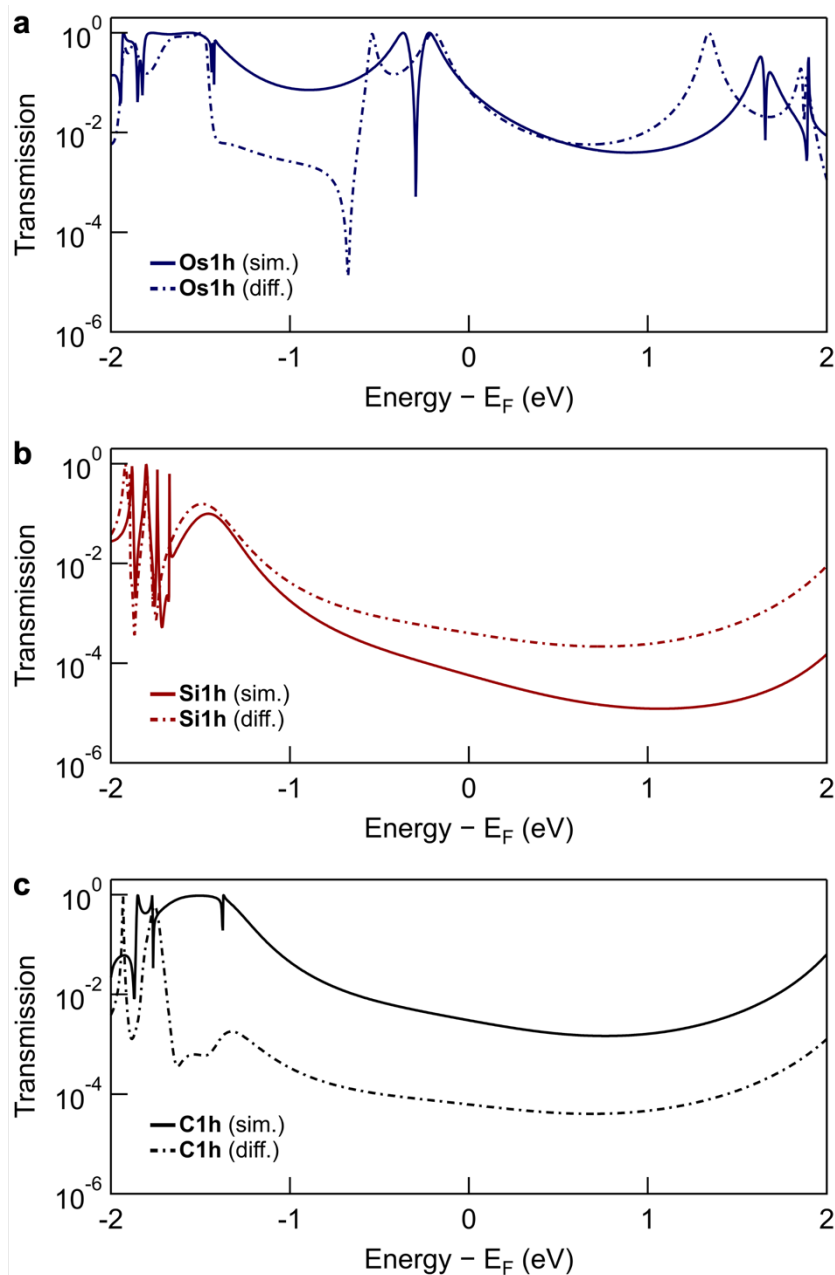 a
10^0
10^-2
10^-4
10^-6
Transmission
Os1h (sim.)
Os1h (diff.)
-2
-1
0
1
2
Energy − E_F (eV)
b
10^0
10^-2
10^-4
10^-6
Transmission
Si1h (sim.)
Si1h (diff.)
-2
-1
0
1
2
Energy − E_F (eV)
c
10^0
10^-2
10^-4
10^-6
Transmission
C1h (sim.)
C1h (diff.)
-2
-1
0
1
2
Energy − E_F (eV)